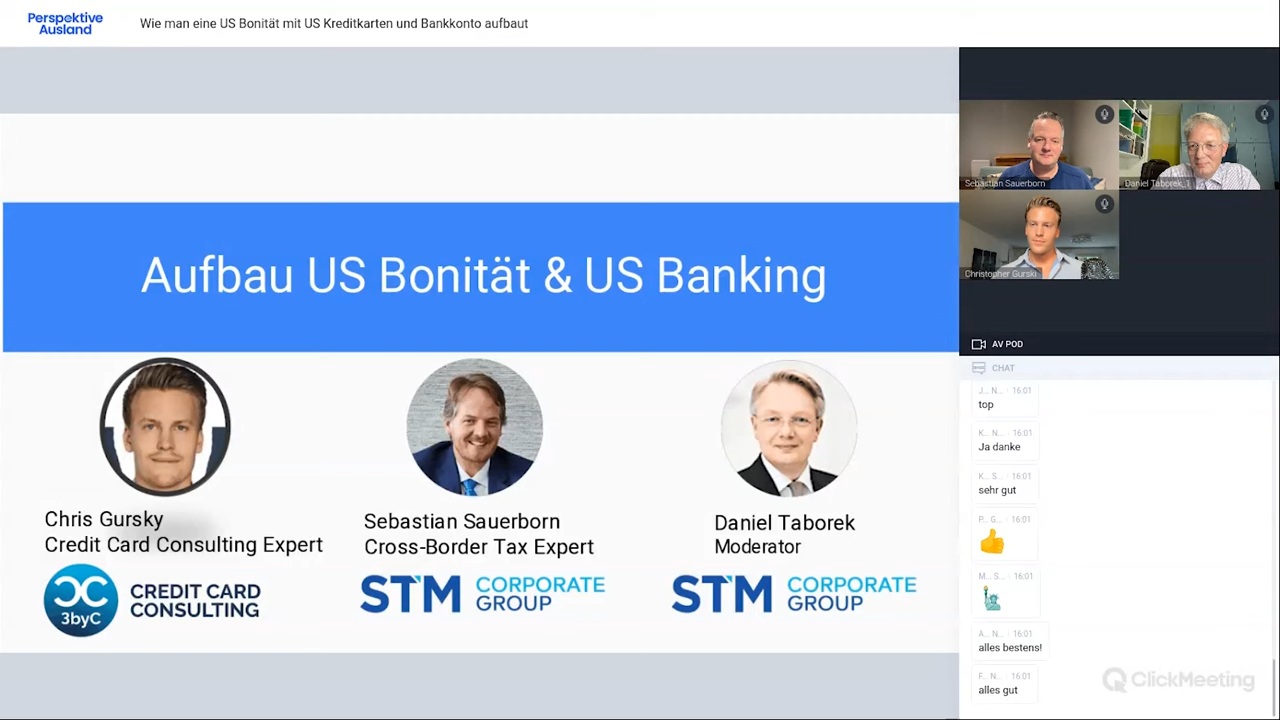 Perspektive
Ausland
Wie man eine US Bonität mit US Kreditkarten und Bankkonto aufbaut
Aufbau US Bonität & US Banking
Chris Gursky
Credit Card Consulting Expert
3byC
CREDIT CARD
CONSULTING
Sebastian Sauerborn
Cross-Border Tax Expert
STM CORPORATE
GROUP
Daniel Taborek
Moderator
STM CORPORATE
GROUP
Sebastian Sauerborn
Daniel Taborek_1
Christopher Gurski
AV POD
CHAT
J... N... 16:01
top
K... N... 16:01
Ja danke
K... S... 16:01
sehr gut
P... G... 16:01
M... S... 16:01
A... N... 16:01
alles bestens!
F... N... 16:01
alles gut
ClickMeeting